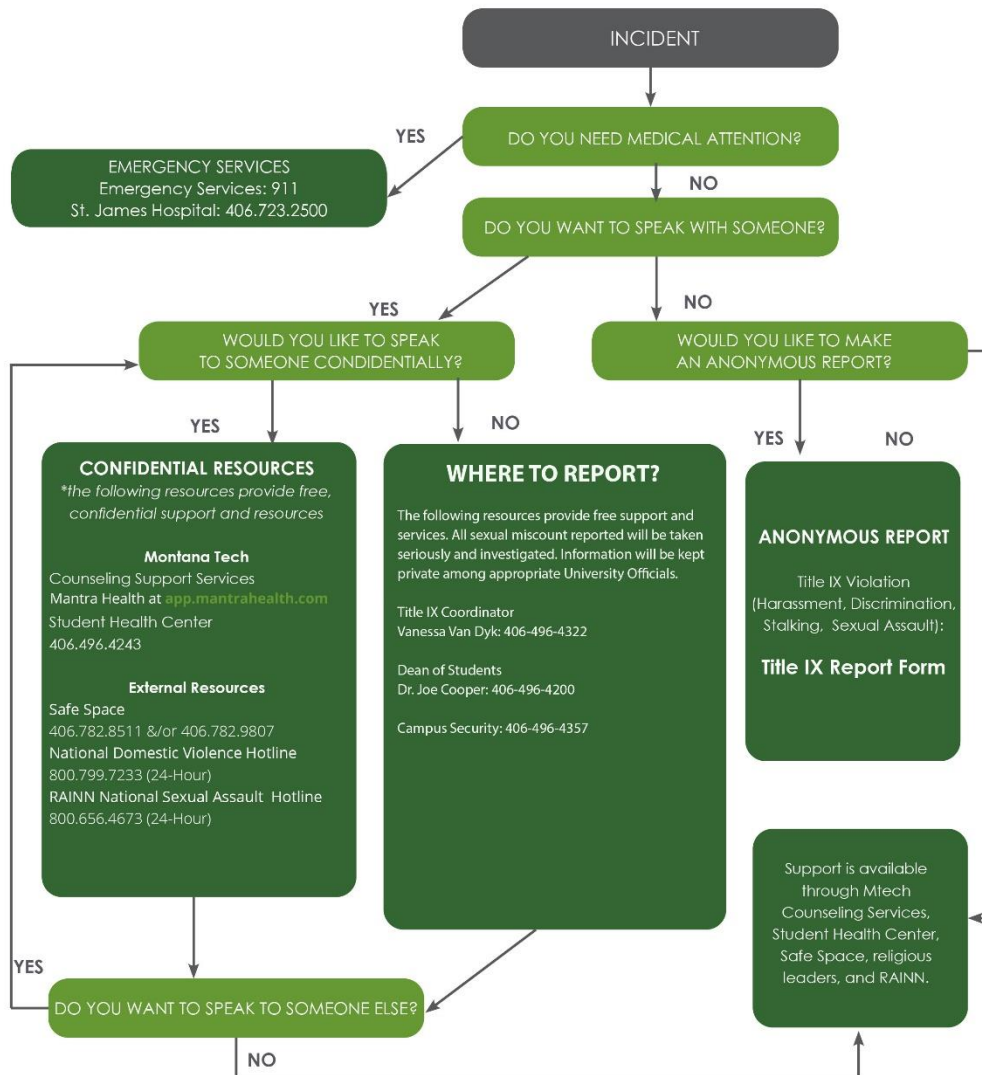 INCIDENT
DO YOU NEED MEDICAL ATTENTION?
YES
EMERGENCY SERVICES
Emergency Services: 911
St. James Hospital: 406.723.2500
NO
DO YOU WANT TO SPEAK WITH SOMEONE?
YES
NO
WOULD YOU LIKE TO SPEAK
TO SOMEONE CONDIDENTIALLY?
WOULD YOU LIKE TO MAKE
AN ANONYMOUS REPORT?
YES
NO
YES
NO
CONFIDENTIAL RESOURCES
*the following resources provide free,
confidential support and resources
Montana Tech
Counseling Support Services
Mantra Health at app.mantrahealth.com
Student Health Center
406.496.4243
External Resources
Safe Space
406.782.8511 &/or 406.782.9807
National Domestic Violence Hotline
800.799.7233 (24-Hour)
RAINN National Sexual Assault Hotline
800.656.4673 (24-Hour)
WHERE TO REPORT?
The following resources provide free support and
services. All sexual miscount reported will be taken
seriously and investigated. Information will be kept
private among appropriate University Officials.
Title IX Coordinator
Vanessa Van Dyk: 406-496-4322
Dean of Students
Dr. Joe Cooper: 406-496-4200
Campus Security: 406-496-4357
ANONYMOUS REPORT
Title IX Violation
(Harassment, Discrimination,
Stalking, Sexual Assault):
Title IX Report Form
Support is available
through Mtech
Counseling Services,
Student Health Center,
Safe Space, religious
leaders, and RAINN.
YES
DO YOU WANT TO SPEAK TO SOMEONE ELSE?
NO